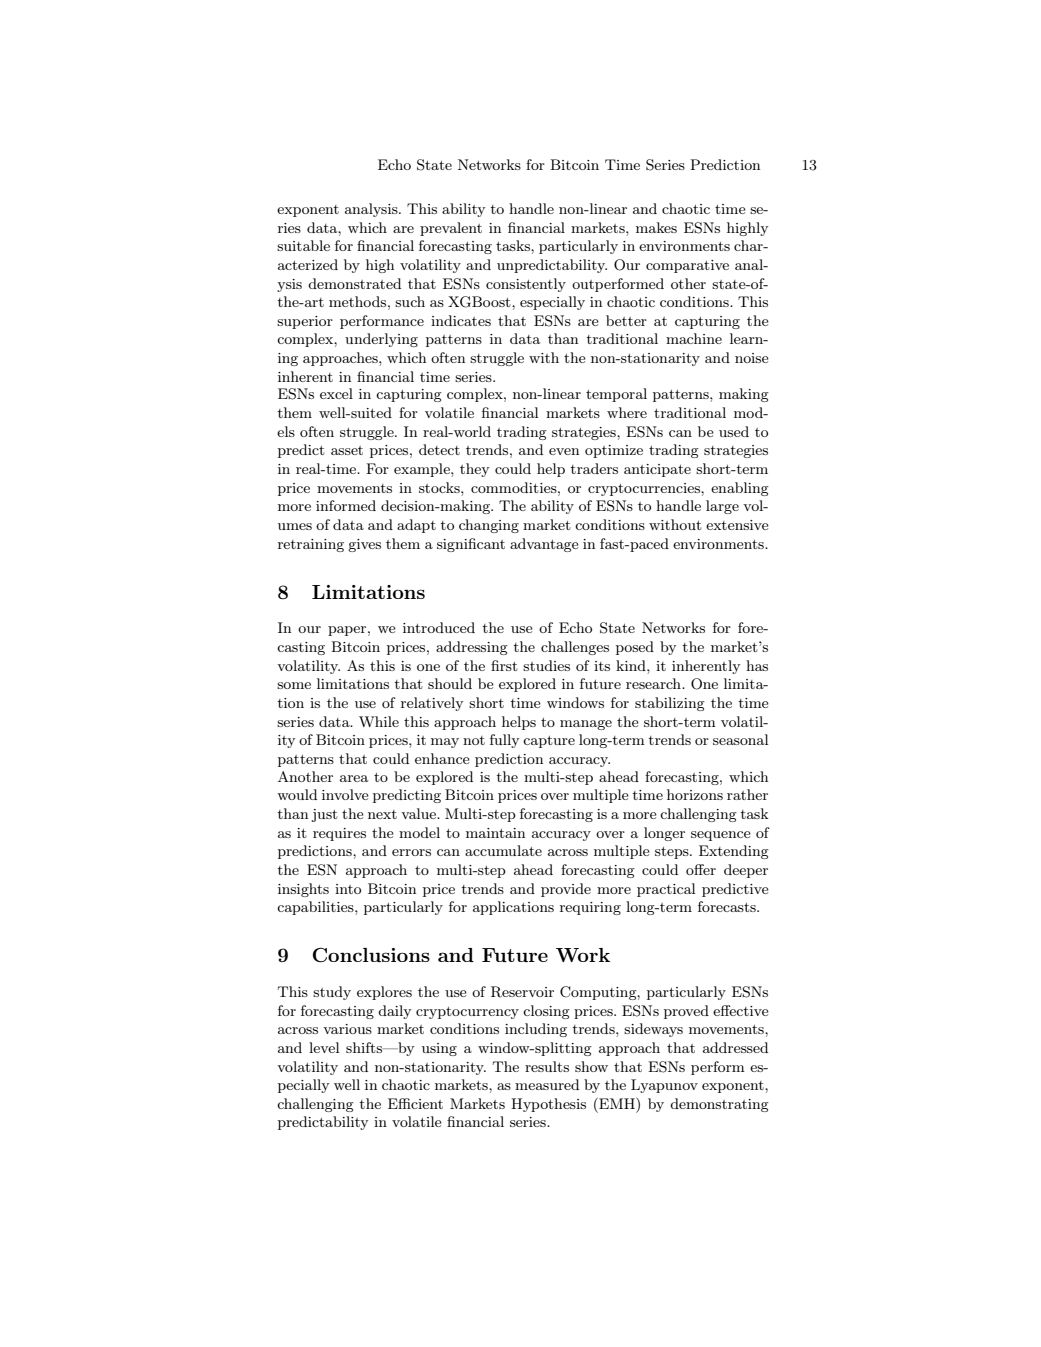 Echo State Networks for Bitcoin Time Series Prediction 13
exponent analysis. This ability to handle non-linear and chaotic time se-
ries data, which are prevalent in financial markets, makes ESNs highly
suitable for financial forecasting tasks, particularly in environments char-
acterized by high volatility and unpredictability. Our comparative anal-
ysis demonstrated that ESNs consistently outperformed other state-of-
the-art methods, such as XGBoost, especially in chaotic conditions. This
superior performance indicates that ESNs are better at capturing the
complex, underlying patterns in data than traditional machine learn-
ing approaches, which often struggle with the non-stationarity and noise
inherent in financial time series.
ESNs excel in capturing complex, non-linear temporal patterns, making
them well-suited for volatile financial markets where traditional mod-
els often struggle. In real-world trading strategies, ESNs can be used to
predict asset prices, detect trends, and even optimize trading strategies
in real-time. For example, they could help traders anticipate short-term
price movements in stocks, commodities, or cryptocurrencies, enabling
more informed decision-making. The ability of ESNs to handle large vol-
umes of data and adapt to changing market conditions without extensive
retraining gives them a significant advantage in fast-paced environments.
8 Limitations
In our paper, we introduced the use of Echo State Networks for fore-
casting Bitcoin prices, addressing the challenges posed by the market's
volatility. As this is one of the first studies of its kind, it inherently has
some limitations that should be explored in future research. One limita-
tion is the use of relatively short time windows for stabilizing the time
series data. While this approach helps to manage the short-term volatil-
ity of Bitcoin prices, it may not fully capture long-term trends or seasonal
patterns that could enhance prediction accuracy.
Another area to be explored is the multi-step ahead forecasting, which
would involve predicting Bitcoin prices over multiple time horizons rather
than just the next value. Multi-step forecasting is a more challenging task
as it requires the model to maintain accuracy over a longer sequence of
predictions, and errors can accumulate across multiple steps. Extending
the ESN approach to multi-step ahead forecasting could offer deeper
insights into Bitcoin price trends and provide more practical predictive
capabilities, particularly for applications requiring long-term forecasts.
9 Conclusions and Future Work
This study explores the use of Reservoir Computing, particularly ESNs
for forecasting daily cryptocurrency closing prices. ESNs proved effective
across various market conditions including trends, sideways movements,
and level shifts—by using a window-splitting approach that addressed
volatility and non-stationarity. The results show that ESNs perform es-
pecially well in chaotic markets, as measured by the Lyapunov exponent,
challenging the Efficient Markets Hypothesis (EMH) by demonstrating
predictability in volatile financial series.